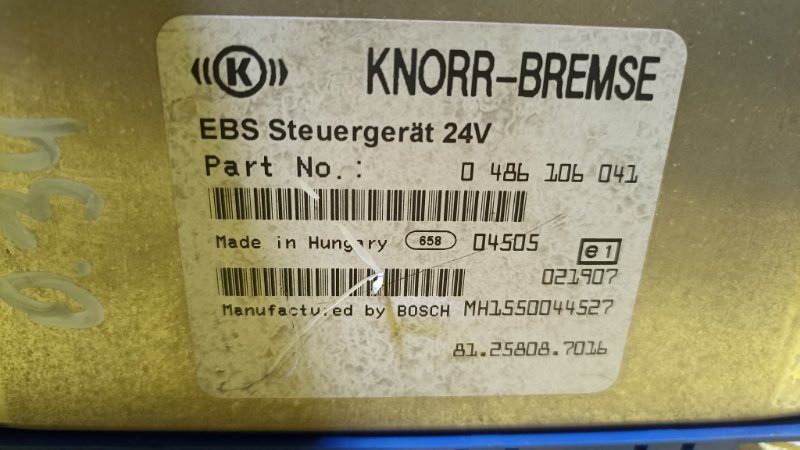 K KNORR-BREMSE
EBS Steuergerät 24V
Part No.: 0 486 106 041
Made in Hungary 658 04505 e1
021907
Manufactured by BOSCH MH1550044527
81.25808.7016